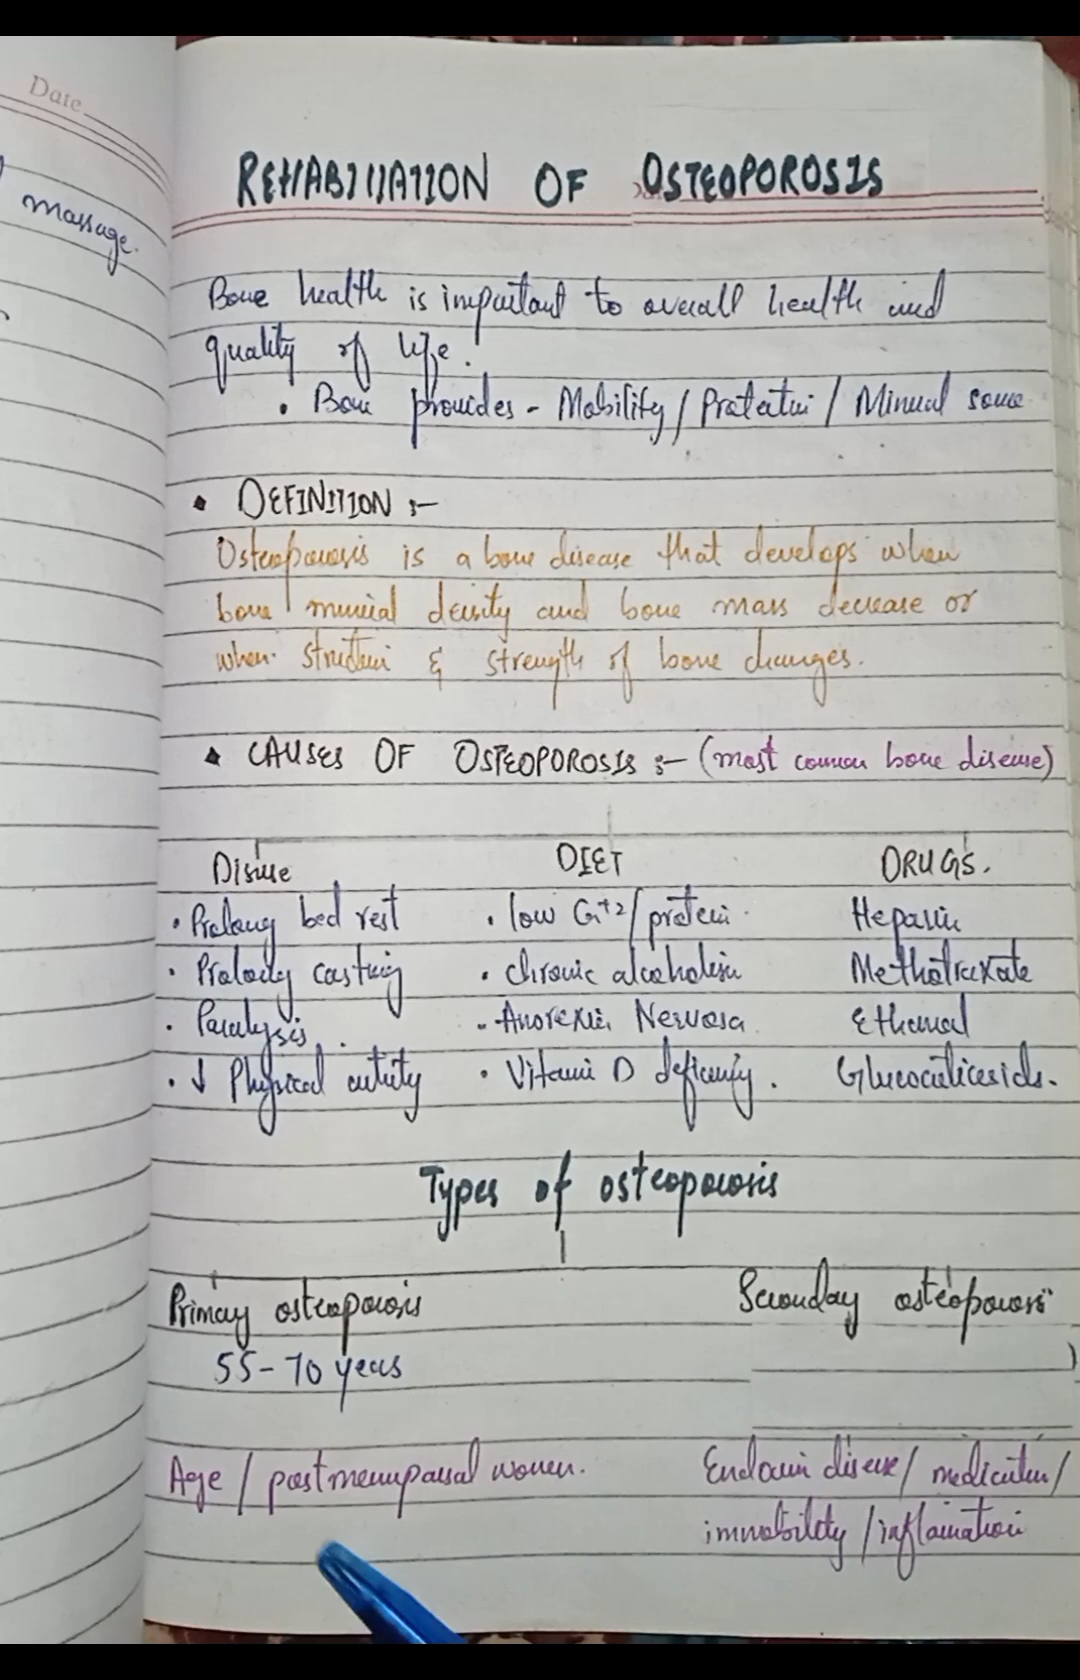 Date
massage.
REHABILITATION OF OSTEOPOROSIS
Bone health is important to overall health and
quality of life.
• Bone provides - Mobility / Protection / Mineral source
• DEFINITION :-
Osteoporosis is a bone disease that develops when
bone mineral density and bone mass decrease or
when structure & strength of bone changes.
▲ CAUSES OF OSTEOPOROSIS :- (most common bone disease)
Disuse DIET DRUGS.
• Prolong bed rest • low Ca+2 / protein. Heparin
• Prolong casting • chronic alcoholism Methotrexate
• Paralysis. • Anorexia Nervosa Ethanol
• ↓ Physical activity • Vitamin D deficiency. Glucocorticosids.
Types of osteoporosis
Primary osteoporosis Secondary osteoporosis
55-70 years
Age / postmenopausal women. Endocrin disease / medication /
immobility / inflamation